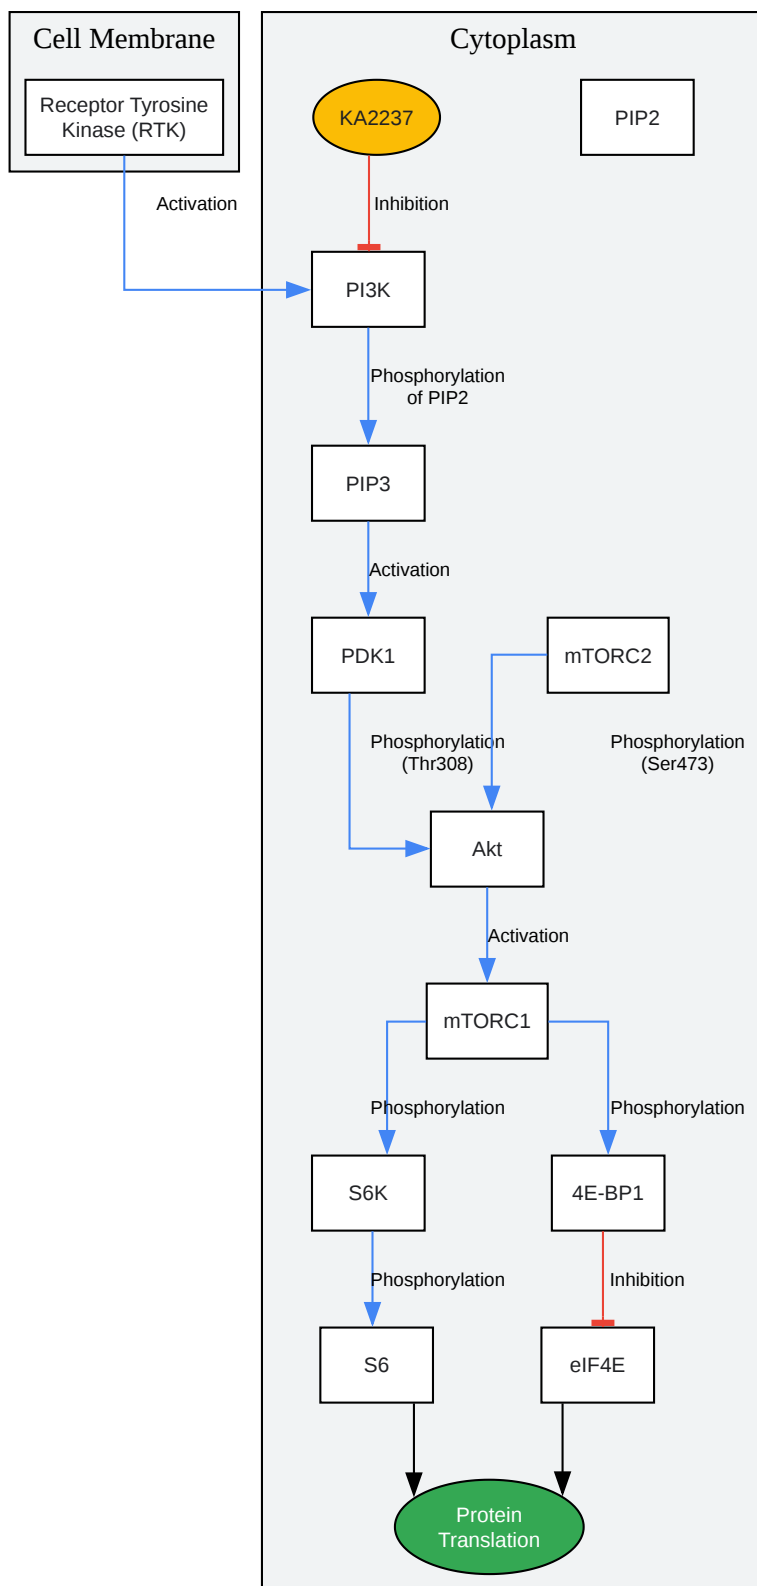 Cell Membrane
Cytoplasm
Receptor Tyrosine
Kinase (RTK)
KA2237
PIP2
Activation
Inhibition
PI3K
Phosphorylation
of PIP2
PIP3
Activation
PDK1
mTORC2
Phosphorylation
(Thr308)
Phosphorylation
(Ser473)
Akt
Activation
mTORC1
Phosphorylation
Phosphorylation
S6K
4E-BP1
Phosphorylation
Inhibition
S6
eIF4E
Protein
Translation